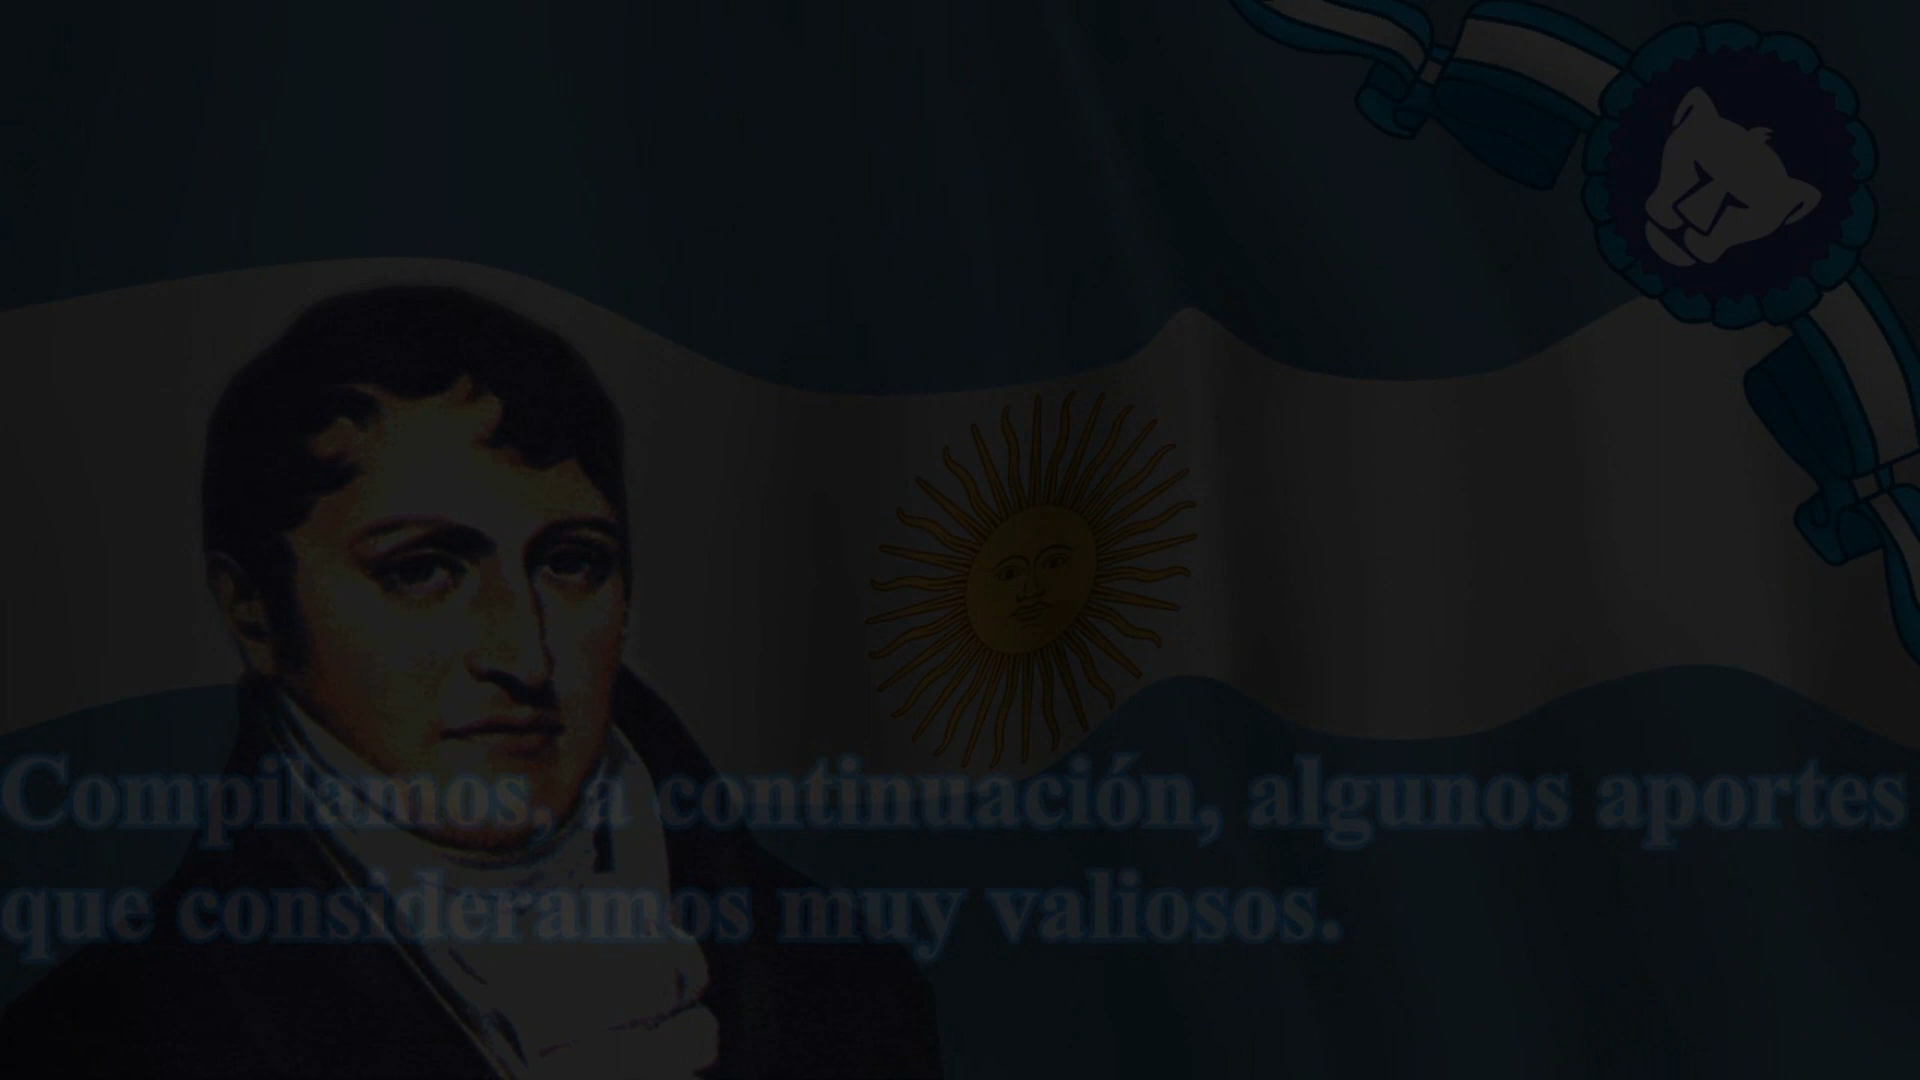 Compilamos, a continuación, algunos aportes
que consideramos muy valiosos.